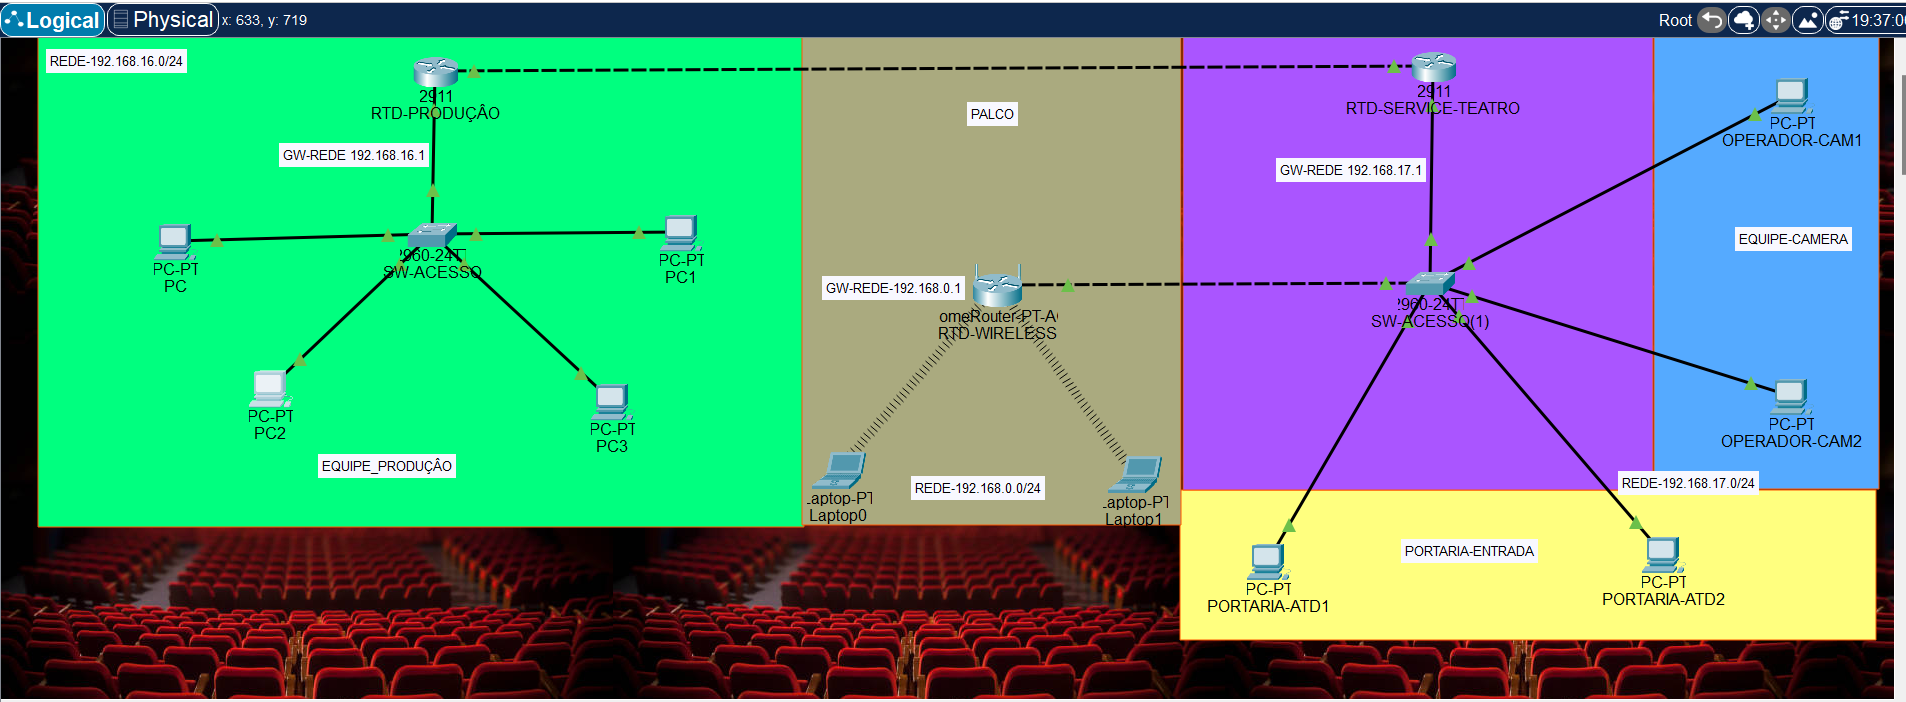 Logical Physical x: 633, y: 719 Root 19:37:0
REDE-192.168.16.0/24
2911
RTD-PRODUÇÂO
GW-REDE 192.168.16.1
2960-24TT
SW-ACESSO
PC-PT
PC
PC-PT
PC1
PC-PT
PC2
PC-PT
PC3
EQUIPE_PRODUÇÂO
PALCO
GW-REDE-192.168.0.1
omeRouter-PT-A
RTD-WIRELESS
Laptop-PT
Laptop0
REDE-192.168.0.0/24
Laptop-PT
Laptop1
2911
RTD-SERVICE-TEATRO
GW-REDE 192.168.17.1
2960-24TT
SW-ACESSO(1)
PC-PT
OPERADOR-CAM1
EQUIPE-CAMERA
PC-PT
OPERADOR-CAM2
REDE-192.168.17.0/24
PORTARIA-ENTRADA
PC-PT
PORTARIA-ATD1
PC-PT
PORTARIA-ATD2